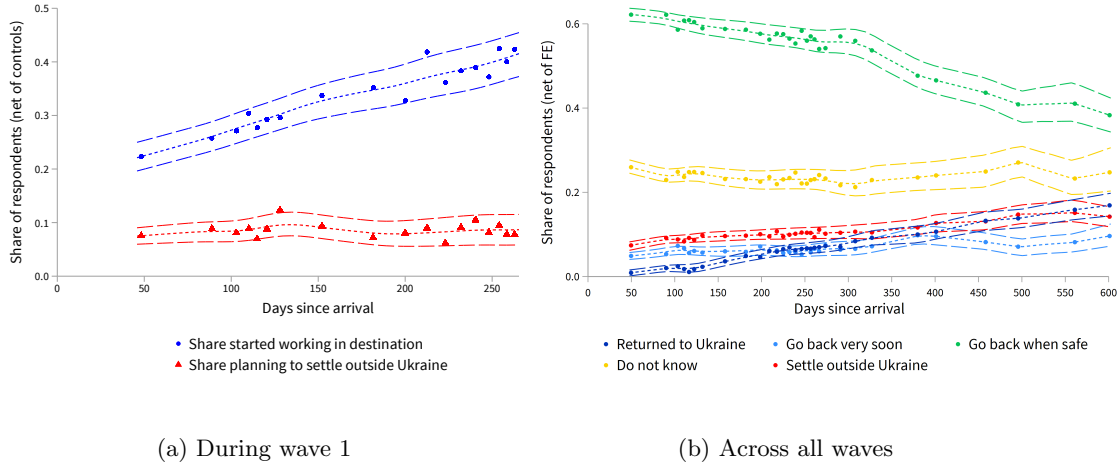 Share of respondents (net of controls)
0.5
0.4
0.3
0.2
0.1
0.0
0 50 100 150 200 250
Days since arrival
Share started working in destination
Share planning to settle outside Ukraine
(a) During wave 1
Share of respondents (net of FE)
0.6
0.4
0.2
0.0
0 50 100 150 200 250 300 350 400 450 500 550 600
Days since arrival
Returned to Ukraine Go back very soon Go back when safe
Do not know Settle outside Ukraine
(b) Across all waves